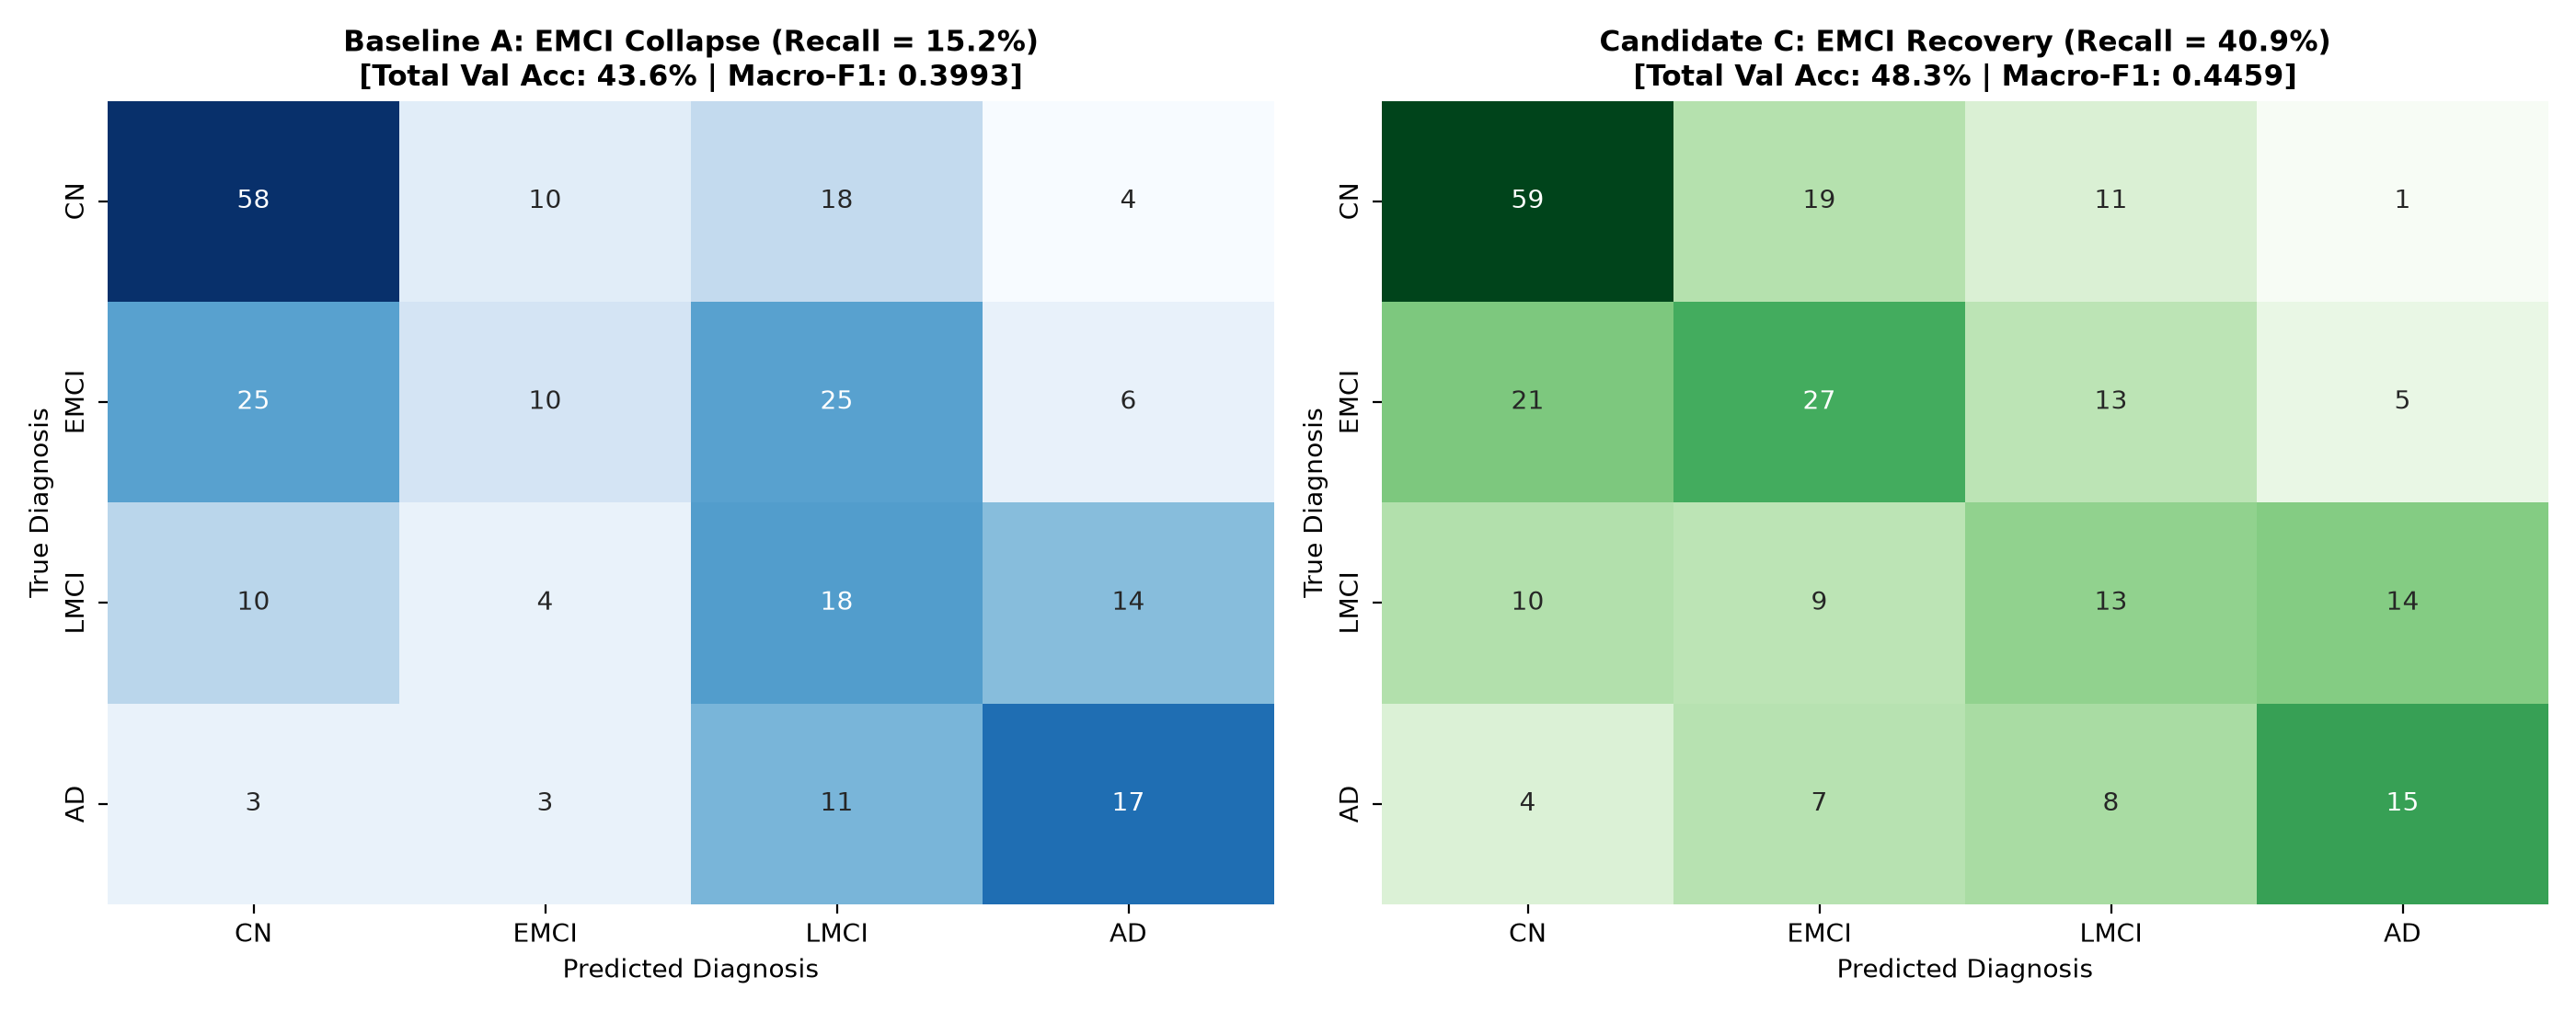 Baseline A: EMCI Collapse (Recall = 15.2%)
[Total Val Acc: 43.6% | Macro-F1: 0.3993]
True Diagnosis
CN
58 10 18 4
EMCI
25 10 25 6
LMCI
10 4 18 14
AD
3 3 11 17
CN EMCI LMCI AD
Predicted Diagnosis
Candidate C: EMCI Recovery (Recall = 40.9%)
[Total Val Acc: 48.3% | Macro-F1: 0.4459]
True Diagnosis
CN
59 19 11 1
EMCI
21 27 13 5
LMCI
10 9 13 14
AD
4 7 8 15
CN EMCI LMCI AD
Predicted Diagnosis